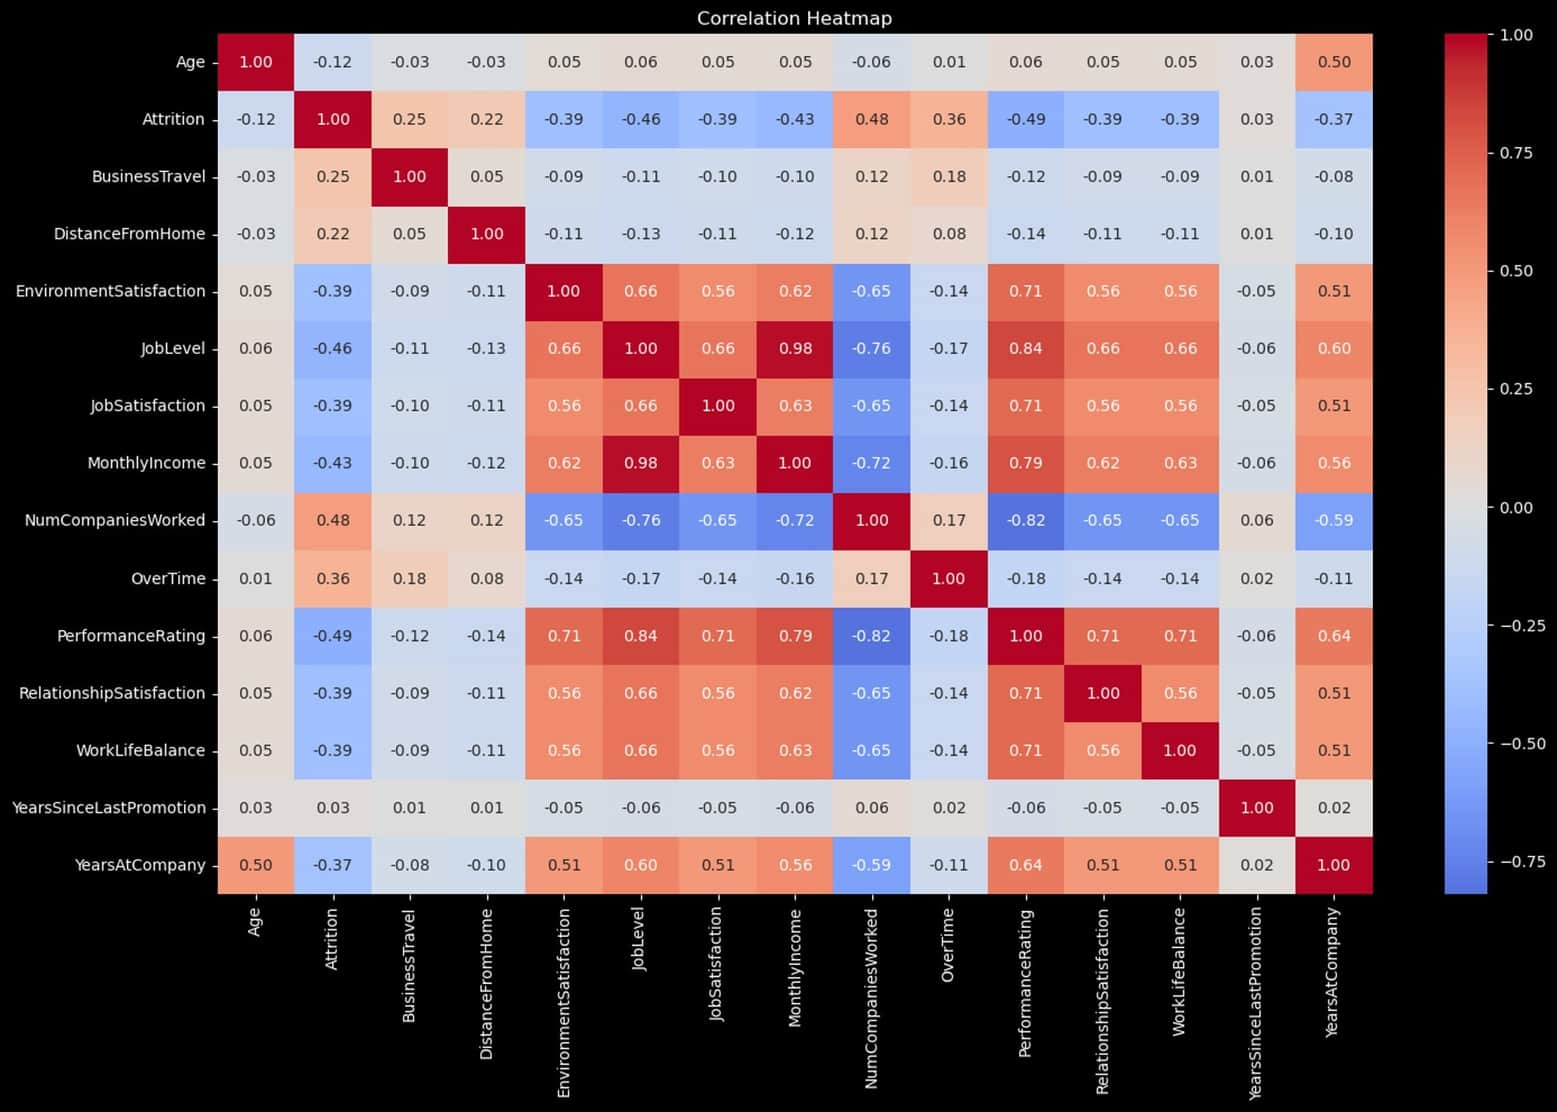 Correlation Heatmap
Age 1.00 -0.12 -0.03 -0.03 0.05 0.06 0.05 0.05 -0.06 0.01 0.06 0.05 0.05 0.03 0.50
Attrition -0.12 1.00 0.25 0.22 -0.39 -0.46 -0.39 -0.43 0.48 0.36 -0.49 -0.39 -0.39 0.03 -0.37
BusinessTravel -0.03 0.25 1.00 0.05 -0.09 -0.11 -0.10 -0.10 0.12 0.18 -0.12 -0.09 -0.09 0.01 -0.08
DistanceFromHome -0.03 0.22 0.05 1.00 -0.11 -0.13 -0.11 -0.12 0.12 0.08 -0.14 -0.11 -0.11 0.01 -0.10
EnvironmentSatisfaction 0.05 -0.39 -0.09 -0.11 1.00 0.66 0.56 0.62 -0.65 -0.14 0.71 0.56 0.56 -0.05 0.51
JobLevel 0.06 -0.46 -0.11 -0.13 0.66 1.00 0.66 0.98 -0.76 -0.17 0.84 0.66 0.66 -0.06 0.60
JobSatisfaction 0.05 -0.39 -0.10 -0.11 0.56 0.66 1.00 0.63 -0.65 -0.14 0.71 0.56 0.56 -0.05 0.51
MonthlyIncome 0.05 -0.43 -0.10 -0.12 0.62 0.98 0.63 1.00 -0.72 -0.16 0.79 0.62 0.63 -0.06 0.56
NumCompaniesWorked -0.06 0.48 0.12 0.12 -0.65 -0.76 -0.65 -0.72 1.00 0.17 -0.82 -0.65 -0.65 0.06 -0.59
OverTime 0.01 0.36 0.18 0.08 -0.14 -0.17 -0.14 -0.16 0.17 1.00 -0.18 -0.14 -0.14 0.02 -0.11
PerformanceRating 0.06 -0.49 -0.12 -0.14 0.71 0.84 0.71 0.79 -0.82 -0.18 1.00 0.71 0.71 -0.06 0.64
RelationshipSatisfaction 0.05 -0.39 -0.09 -0.11 0.56 0.66 0.56 0.62 -0.65 -0.14 0.71 1.00 0.56 -0.05 0.51
WorkLifeBalance 0.05 -0.39 -0.09 -0.11 0.56 0.66 0.56 0.63 -0.65 -0.14 0.71 0.56 1.00 -0.05 0.51
YearsSinceLastPromotion 0.03 0.03 0.01 0.01 -0.05 -0.06 -0.05 -0.06 0.06 0.02 -0.06 -0.05 -0.05 1.00 0.02
YearsAtCompany 0.50 -0.37 -0.08 -0.10 0.51 0.60 0.51 0.56 -0.59 -0.11 0.64 0.51 0.51 0.02 1.00
Age
Attrition
BusinessTravel
DistanceFromHome
EnvironmentSatisfaction
JobLevel
JobSatisfaction
MonthlyIncome
NumCompaniesWorked
OverTime
PerformanceRating
RelationshipSatisfaction
WorkLifeBalance
YearsSinceLastPromotion
YearsAtCompany
1.00
0.75
0.50
0.25
0.00
−0.25
−0.50
−0.75